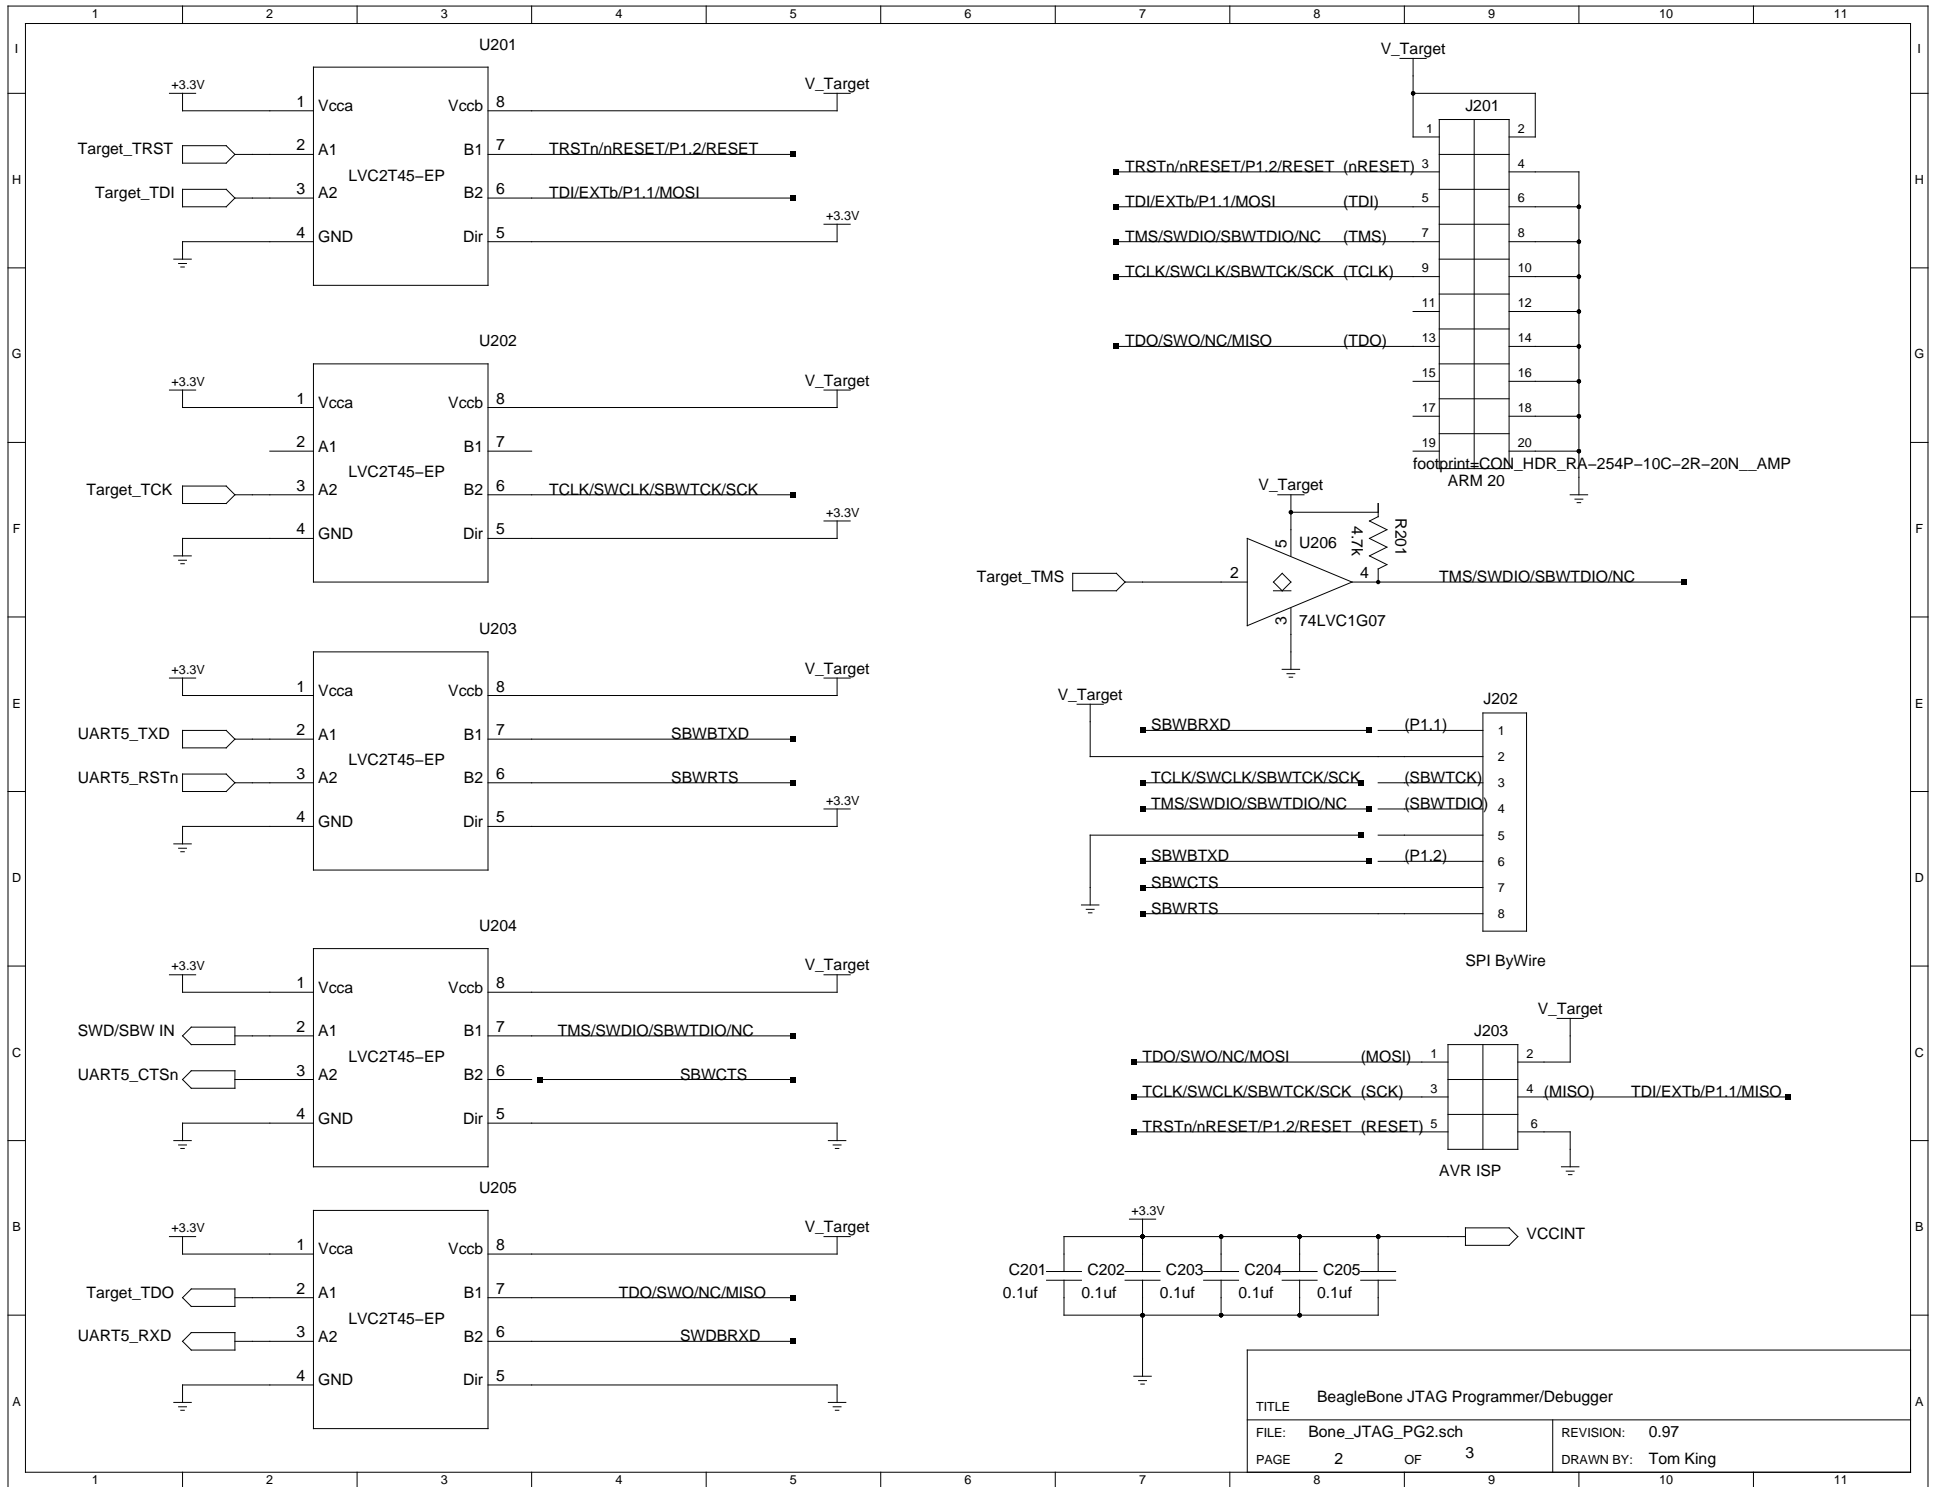 1 2 3 4 5 6 7 8 9 10 11
I H G F E D C B A
U201
+3.3V
V_Target
1 Vcca Vccb 8
Target_TRST 2 A1 B1 7 TRSTn/nRESET/P1.2/RESET
LVC2T45-EP
Target_TDI 3 A2 B2 6 TDI/EXTb/P1.1/MOSI
+3.3V
4 GND Dir 5
U202
+3.3V
V_Target
1 Vcca Vccb 8
2 A1 B1 7
LVC2T45-EP
Target_TCK 3 A2 B2 6 TCLK/SWCLK/SBWTCK/SCK
+3.3V
4 GND Dir 5
U203
+3.3V
V_Target
1 Vcca Vccb 8
UART5_TXD 2 A1 B1 7 SBWBTXD
LVC2T45-EP
UART5_RSTn 3 A2 B2 6 SBWRTS
+3.3V
4 GND Dir 5
U204
+3.3V
V_Target
1 Vcca Vccb 8
SWD/SBW IN 2 A1 B1 7 TMS/SWDIO/SBWTDIO/NC
LVC2T45-EP
UART5_CTSn 3 A2 B2 6 SBWCTS
4 GND Dir 5
U205
+3.3V
V_Target
1 Vcca Vccb 8
Target_TDO 2 A1 B1 7 TDO/SWO/NC/MISO
LVC2T45-EP
UART5_RXD 3 A2 B2 6 SWDBRXD
4 GND Dir 5
V_Target
J201
1 2
TRSTn/nRESET/P1.2/RESET (nRESET) 3 4
TDI/EXTb/P1.1/MOSI (TDI) 5 6
TMS/SWDIO/SBWTDIO/NC (TMS) 7 8
TCLK/SWCLK/SBWTCK/SCK (TCLK) 9 10
11 12
TDO/SWO/NC/MISO (TDO) 13 14
15 16
17 18
19 20
footprint=CON_HDR_RA-254P-10C-2R-20N__AMP
ARM 20
V_Target
R201
4.7k
5 U206
Target_TMS 2 4 TMS/SWDIO/SBWTDIO/NC
3 74LVC1G07
V_Target
J202
SBWBRXD (P1.1) 1
2
TCLK/SWCLK/SBWTCK/SCK (SBWTCK) 3
TMS/SWDIO/SBWTDIO/NC (SBWTDIO) 4
5
SBWBTXD (P1.2) 6
SBWCTS 7
SBWRTS 8
SPI ByWire
V_Target
J203
TDO/SWO/NC/MOSI (MOSI) 1 2
TCLK/SWCLK/SBWTCK/SCK (SCK) 3 4 (MISO) TDI/EXTb/P1.1/MISO
TRSTn/nRESET/P1.2/RESET (RESET) 5 6
AVR ISP
+3.3V
VCCINT
C201 C202 C203 C204 C205
0.1uf 0.1uf 0.1uf 0.1uf 0.1uf
TITLE BeagleBone JTAG Programmer/Debugger
FILE: Bone_JTAG_PG2.sch REVISION: 0.97
PAGE 2 OF 3 DRAWN BY: Tom King
I H G F E D C B A
1 2 3 4 5 6 7 8 9 10 11